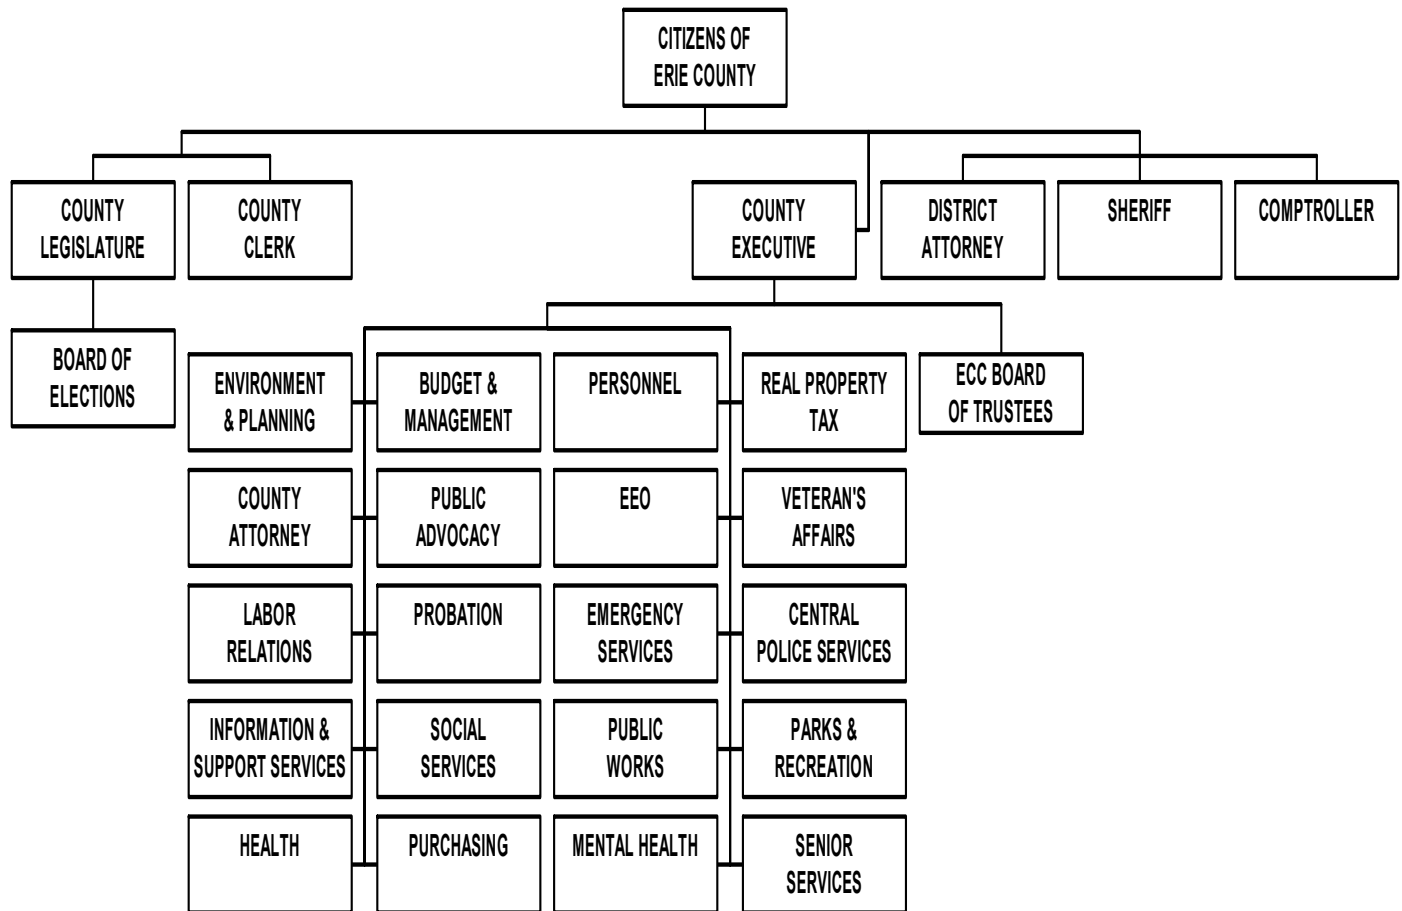 CITIZENS OF
ERIE COUNTY
COUNTY
LEGISLATURE
COUNTY
CLERK
COUNTY
EXECUTIVE
DISTRICT
ATTORNEY
SHERIFF
COMPTROLLER
BOARD OF
ELECTIONS
ENVIRONMENT
& PLANNING
BUDGET &
MANAGEMENT
PERSONNEL
REAL PROPERTY
TAX
ECC BOARD
OF TRUSTEES
COUNTY
ATTORNEY
PUBLIC
ADVOCACY
EEO
VETERAN'S
AFFAIRS
LABOR
RELATIONS
PROBATION
EMERGENCY
SERVICES
CENTRAL
POLICE SERVICES
INFORMATION &
SUPPORT SERVICES
SOCIAL
SERVICES
PUBLIC
WORKS
PARKS &
RECREATION
HEALTH
PURCHASING
MENTAL HEALTH
SENIOR
SERVICES